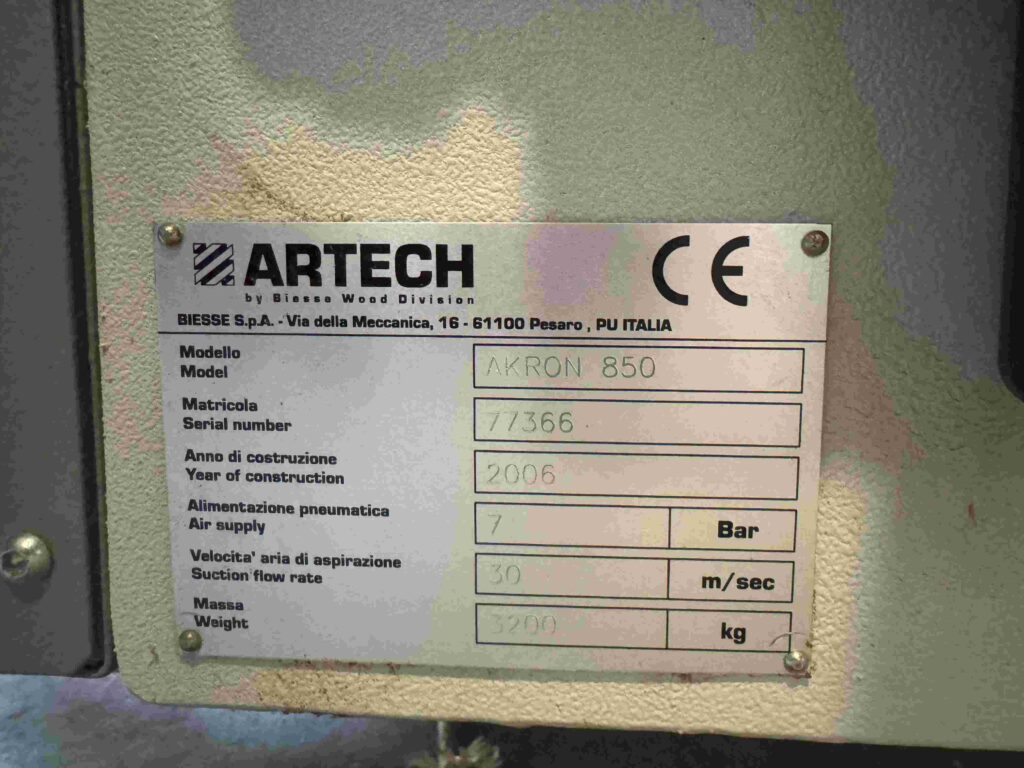 ARTECH
by Biesse Wood Division
CE
BIESSE S.p.A. - Via della Meccanica, 16 - 61100 Pesaro , PU ITALIA
Modello
Model
AKRON 850
Matricola
Serial number
77366
Anno di costruzione
Year of construction
2006
Alimentazione pneumatica
Air supply
7 Bar
Velocita' aria di aspirazione
Suction flow rate
30 m/sec
Massa
Weight
3200 kg